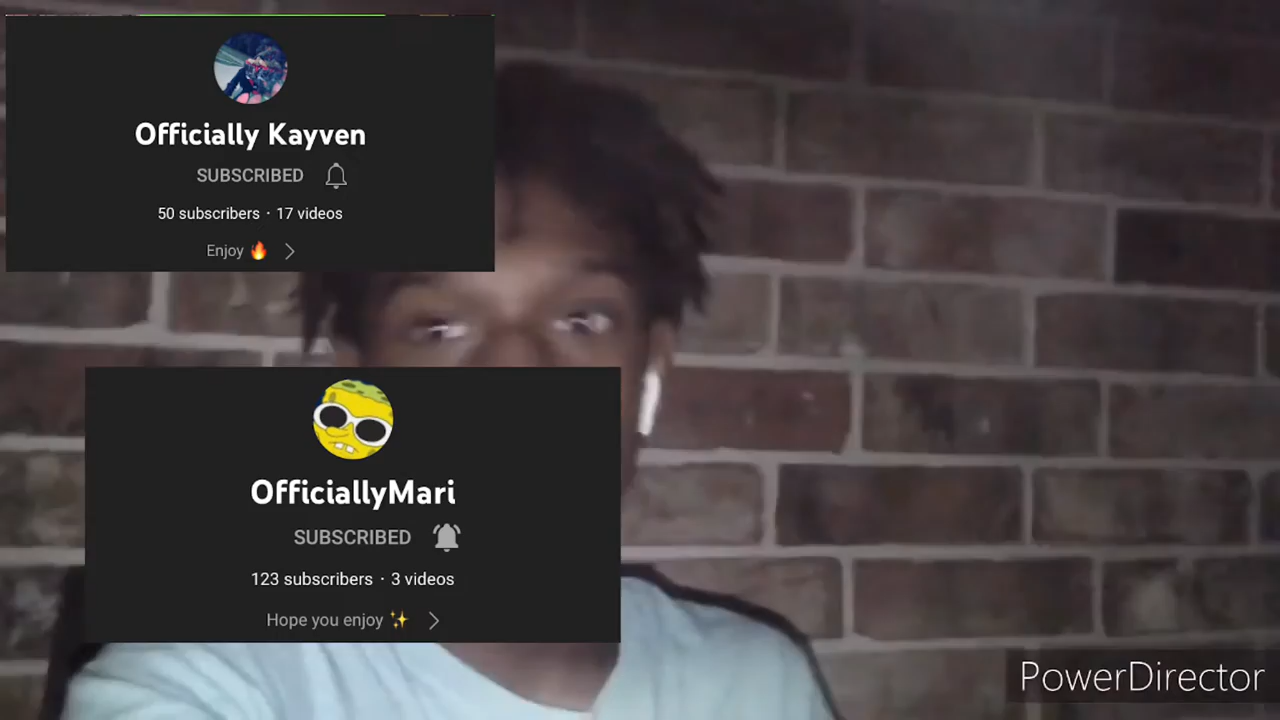 Officially Kayven
SUBSCRIBED
50 subscribers · 17 videos
Enjoy 🔥
OfficiallyMari
SUBSCRIBED
123 subscribers · 3 videos
Hope you enjoy ✨
PowerDirector